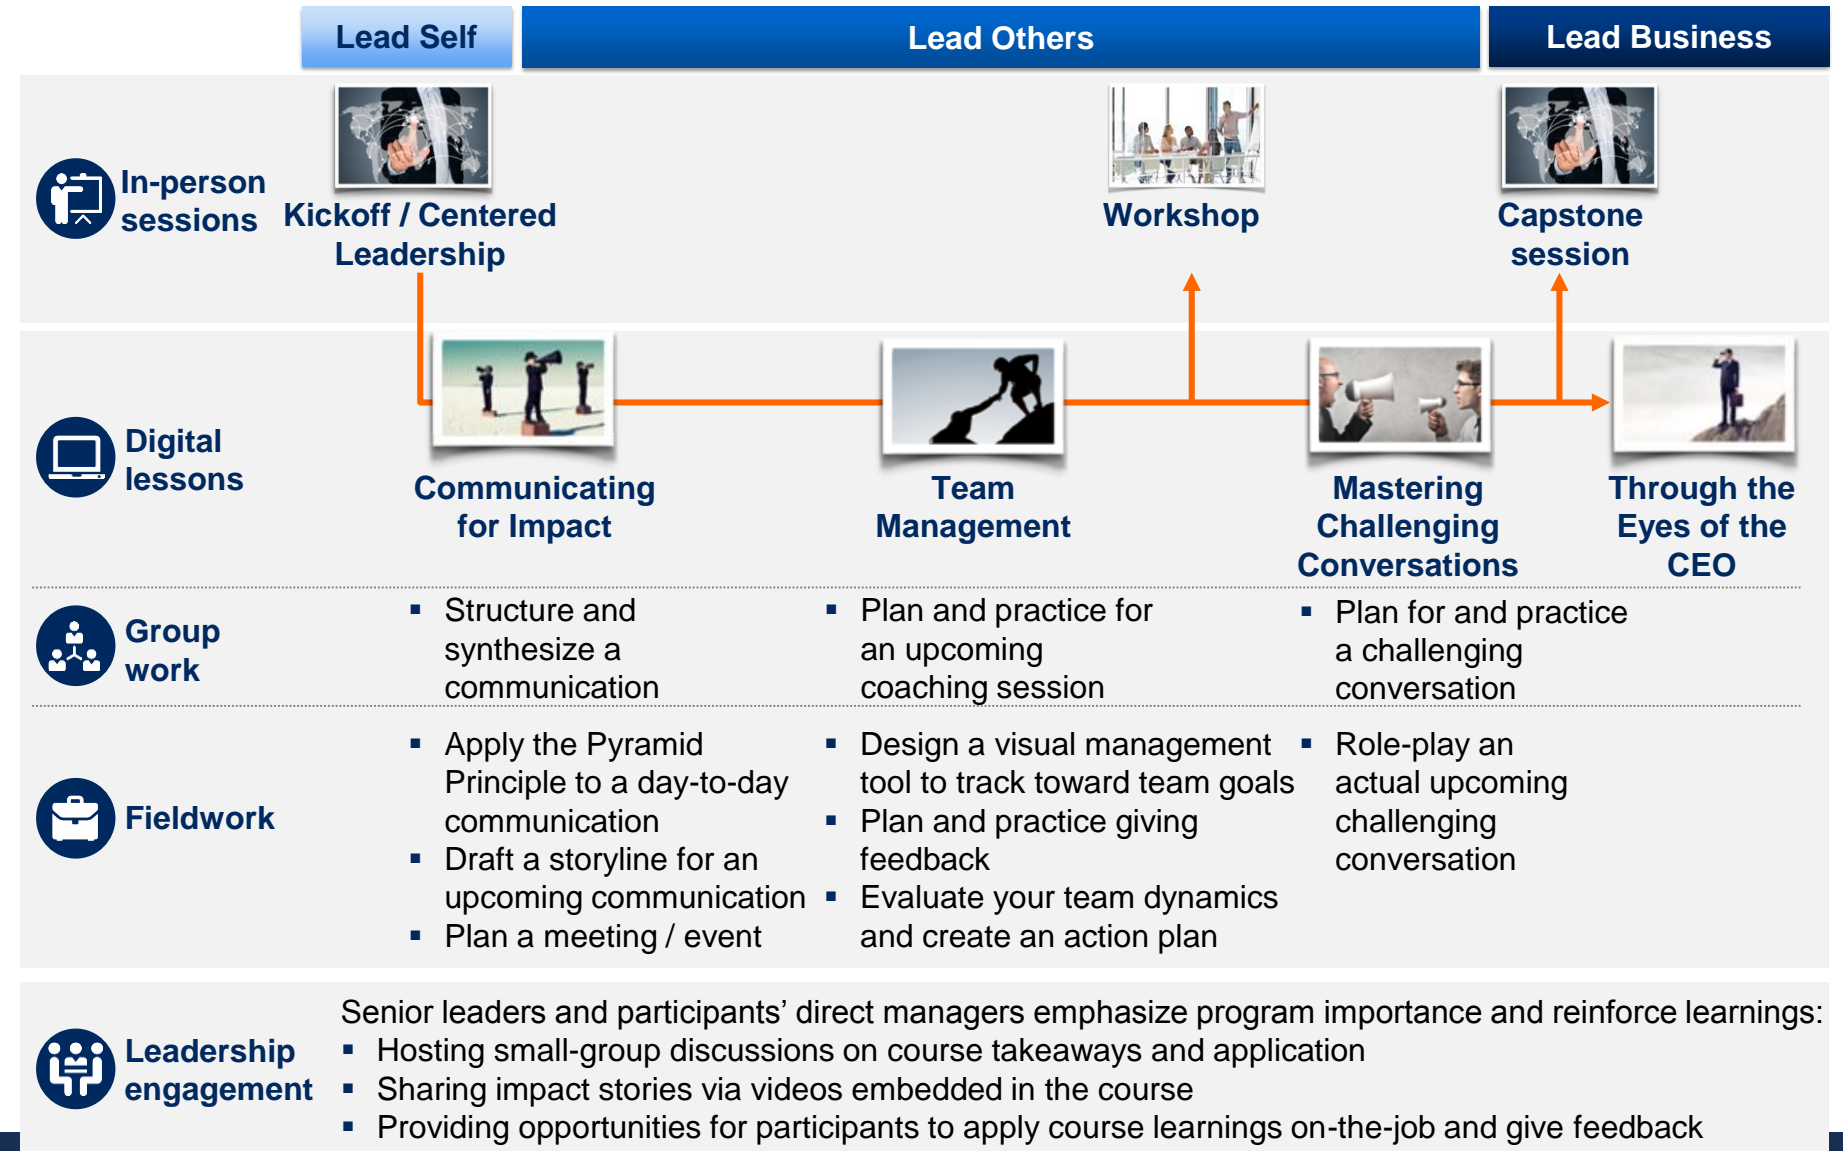 Lead Self
Lead Others
Lead Business
In-person
sessions
Kickoff / Centered
Leadership
Workshop
Capstone
session
Digital
lessons
Communicating
for Impact
Team
Management
Mastering
Challenging
Conversations
Through the
Eyes of the
CEO
Group
work
▪ Structure and
synthesize a
communication
▪ Plan and practice for
an upcoming
coaching session
▪ Plan for and practice
a challenging
conversation
Fieldwork
▪ Apply the Pyramid
Principle to a day-to-day
communication
▪ Draft a storyline for an
upcoming communication
▪ Plan a meeting / event
▪ Design a visual management
tool to track toward team goals
▪ Plan and practice giving
feedback
▪ Evaluate your team dynamics
and create an action plan
▪ Role-play an
actual upcoming
challenging
conversation
Leadership
engagement
Senior leaders and participants’ direct managers emphasize program importance and reinforce learnings:
▪ Hosting small-group discussions on course takeaways and application
▪ Sharing impact stories via videos embedded in the course
▪ Providing opportunities for participants to apply course learnings on-the-job and give feedback